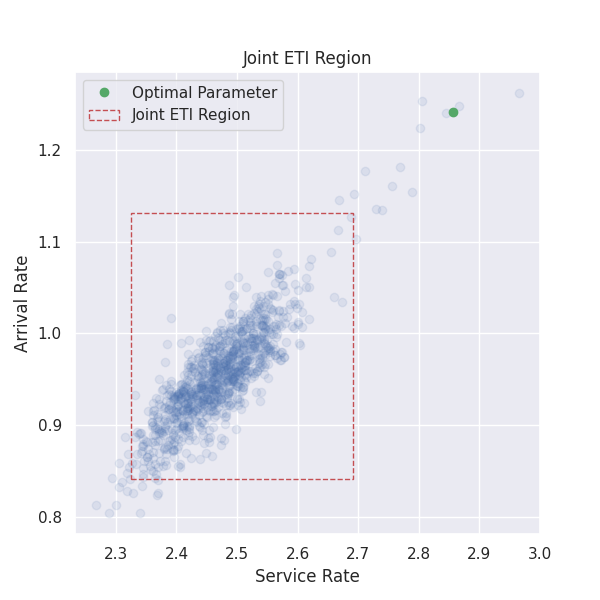 Joint ETI Region
Optimal Parameter
Joint ETI Region
Arrival Rate
1.2
1.1
1.0
0.9
0.8
2.3 2.4 2.5 2.6 2.7 2.8 2.9 3.0
Service Rate